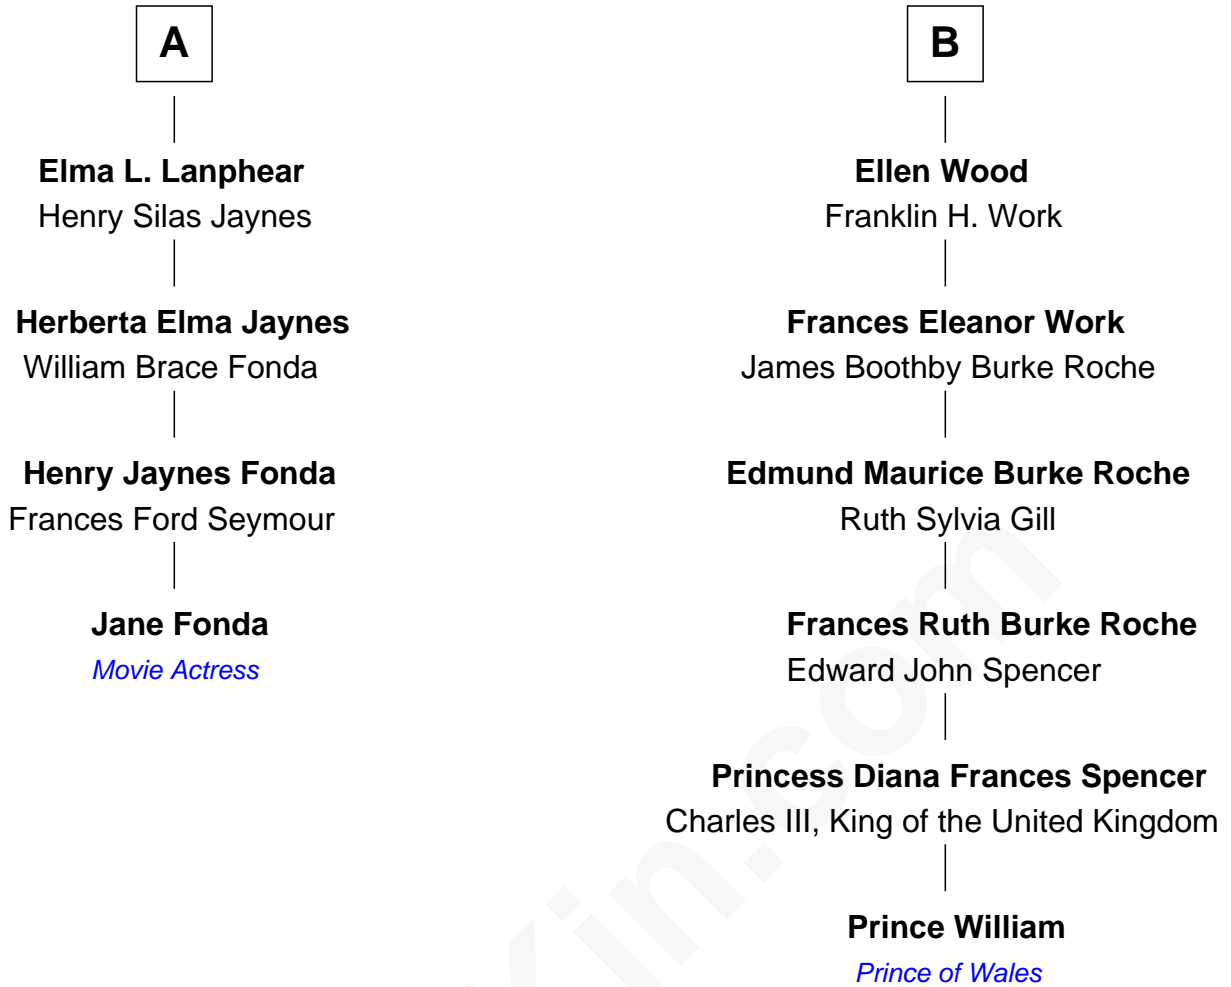 A
Elma L. Lanphear
Henry Silas Jaynes
Herberta Elma Jaynes
William Brace Fonda
Henry Jaynes Fonda
Frances Ford Seymour
Jane Fonda
Movie Actress
B
Ellen Wood
Franklin H. Work
Frances Eleanor Work
James Boothby Burke Roche
Edmund Maurice Burke Roche
Ruth Sylvia Gill
Frances Ruth Burke Roche
Edward John Spencer
Princess Diana Frances Spencer
Charles III, King of the United Kingdom
Prince William
Prince of Wales
Kin.com